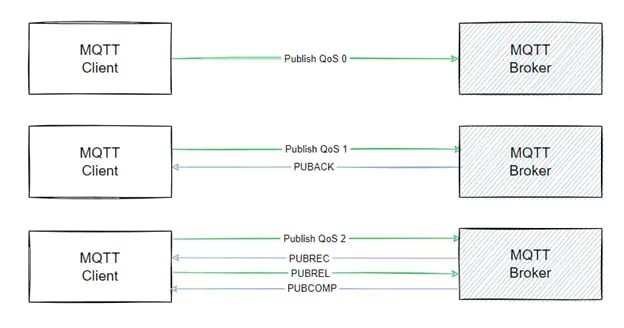 MQTT
Client
Publish QoS 0
MQTT
Broker
MQTT
Client
Publish QoS 1
PUBACK
MQTT
Broker
MQTT
Client
Publish QoS 2
PUBREC
PUBREL
PUBCOMP
MQTT
Broker